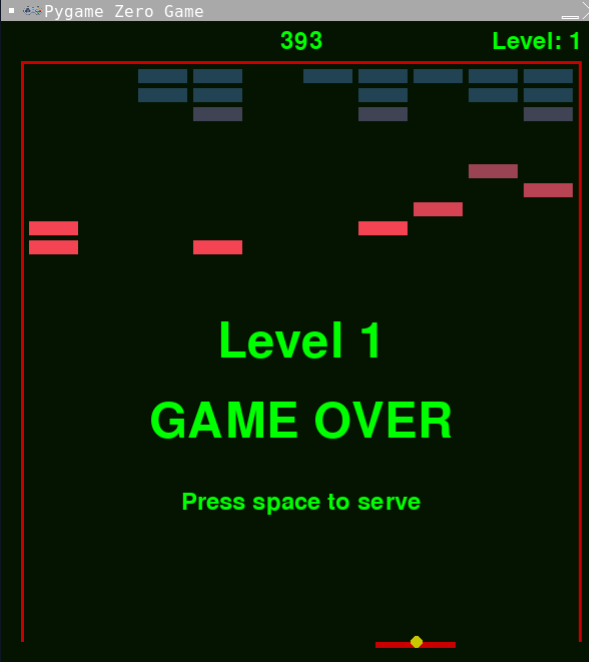 Pygame Zero Game
393 Level: 1
Level 1
GAME OVER
Press space to serve